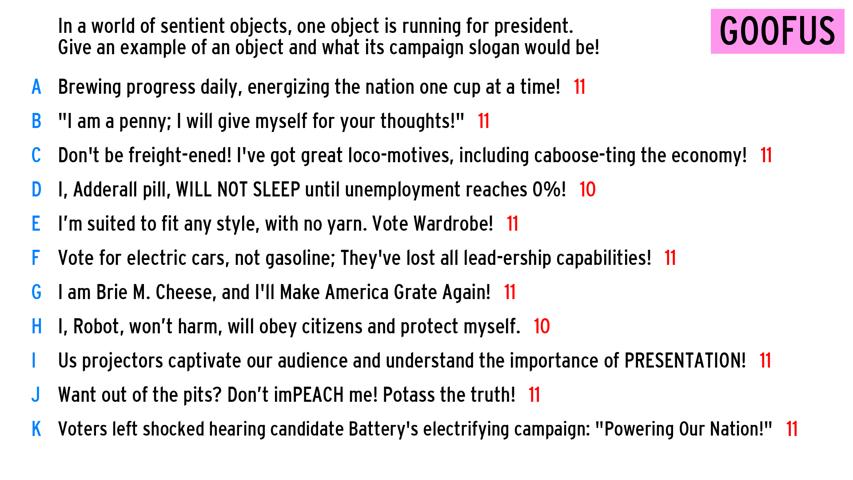 In a world of sentient objects, one object is running for president.
Give an example of an object and what its campaign slogan would be!
GOOFUS
A Brewing progress daily, energizing the nation one cup at a time! 11
B "I am a penny; I will give myself for your thoughts!" 11
C Don't be freight-ened! I've got great loco-motives, including caboose-ting the economy! 11
D I, Adderall pill, WILL NOT SLEEP until unemployment reaches 0%! 10
E I’m suited to fit any style, with no yarn. Vote Wardrobe! 11
F Vote for electric cars, not gasoline; They've lost all lead-ership capabilities! 11
G I am Brie M. Cheese, and I'll Make America Grate Again! 11
H I, Robot, won’t harm, will obey citizens and protect myself. 10
I Us projectors captivate our audience and understand the importance of PRESENTATION! 11
J Want out of the pits? Don’t imPEACH me! Potass the truth! 11
K Voters left shocked hearing candidate Battery's electrifying campaign: "Powering Our Nation!" 11